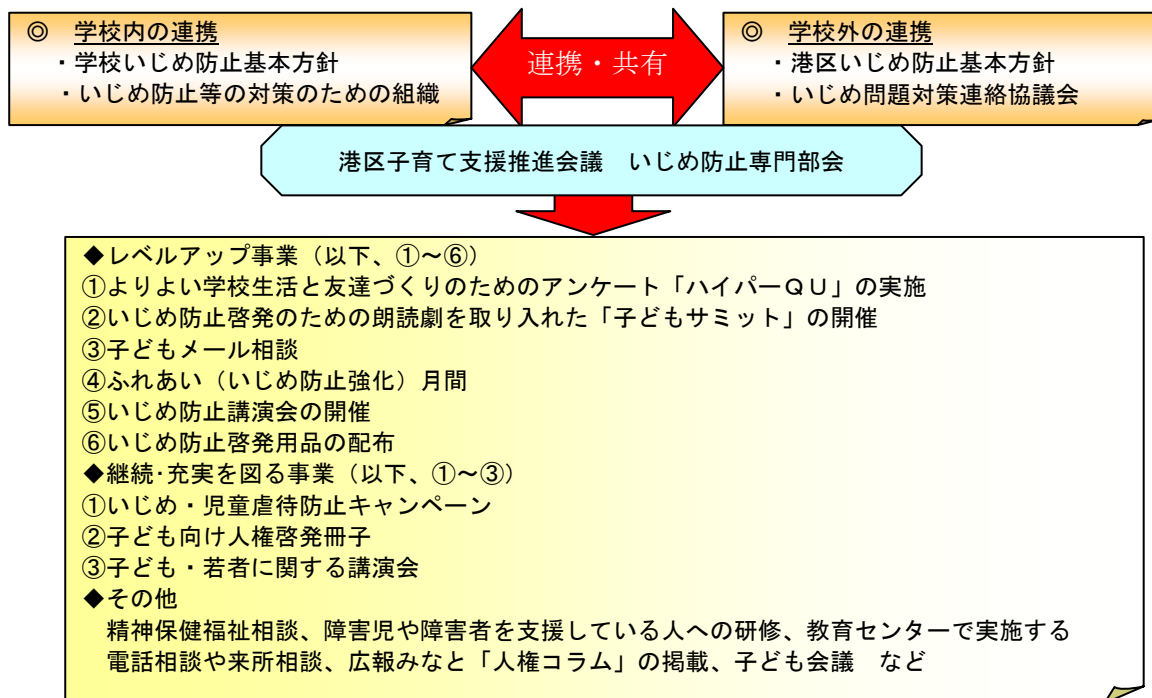 ◎　学校内の連携
・学校いじめ防止基本方針
・いじめ防止等の対策のための組織
連携・共有
◎　学校外の連携
・港区いじめ防止基本方針
・いじめ問題対策連絡協議会
港区子育て支援推進会議　いじめ防止専門部会
◆レベルアップ事業（以下、①～⑥）
①よりよい学校生活と友達づくりのためのアンケート「ハイパーＱＵ」の実施
②いじめ防止啓発のための朗読劇を取り入れた「子どもサミット」の開催
③子どもメール相談
④ふれあい（いじめ防止強化）月間
⑤いじめ防止講演会の開催
⑥いじめ防止啓発用品の配布
◆継続・充実を図る事業（以下、①～③）
①いじめ・児童虐待防止キャンペーン
②子ども向け人権啓発冊子
③子ども・若者に関する講演会
◆その他
精神保健福祉相談、障害児や障害者を支援している人への研修、教育センターで実施する
電話相談や来所相談、広報みなと「人権コラム」の掲載、子ども会議　など